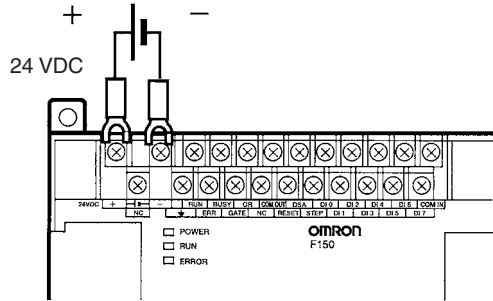 + −
24 VDC
24VDC + − RUN BUSY OR COM OUT DSA DI 0 DI 2 DI 4 DI 6 COM IN
NC ERR GATE NC RESET STEP DI 1 DI 3 DI 5 DI 7
POWER
RUN
ERROR
OMRON
F150